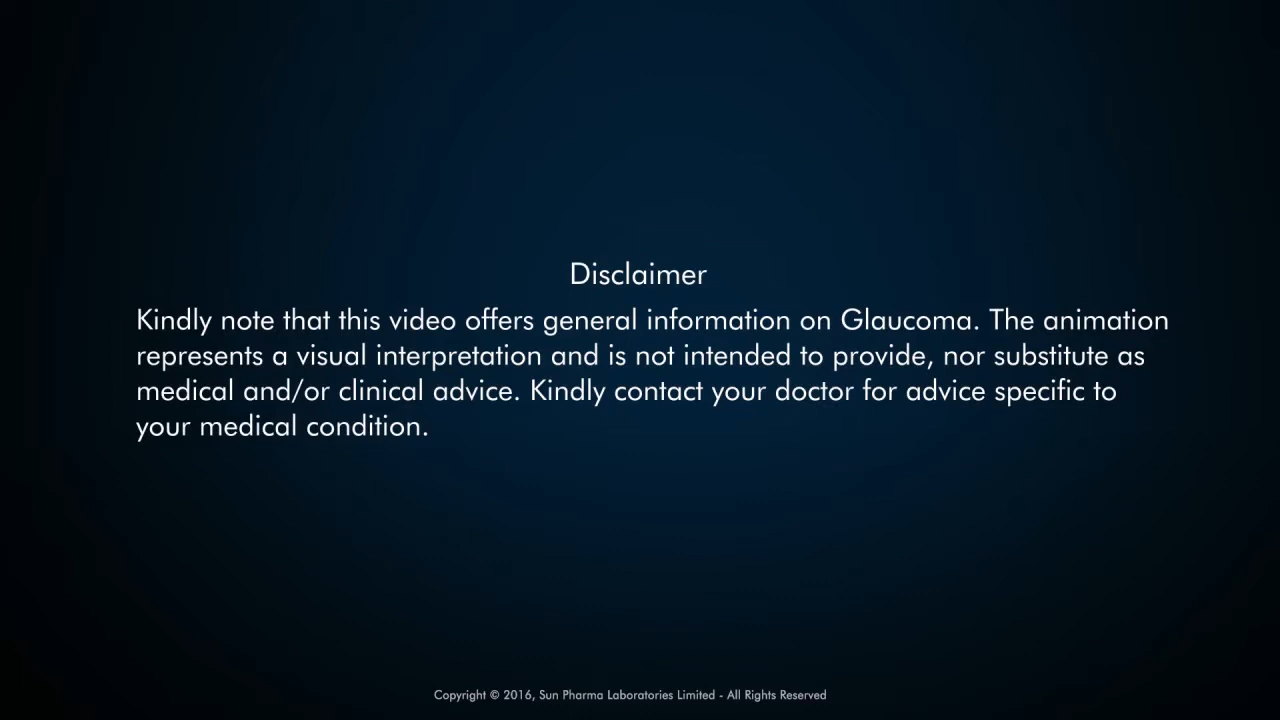 Disclaimer
Kindly note that this video offers general information on Glaucoma. The animation
represents a visual interpretation and is not intended to provide, nor substitute as
medical and/or clinical advice. Kindly contact your doctor for advice specific to
your medical condition.
Copyright © 2016, Sun Pharma Laboratories Limited - All Rights Reserved